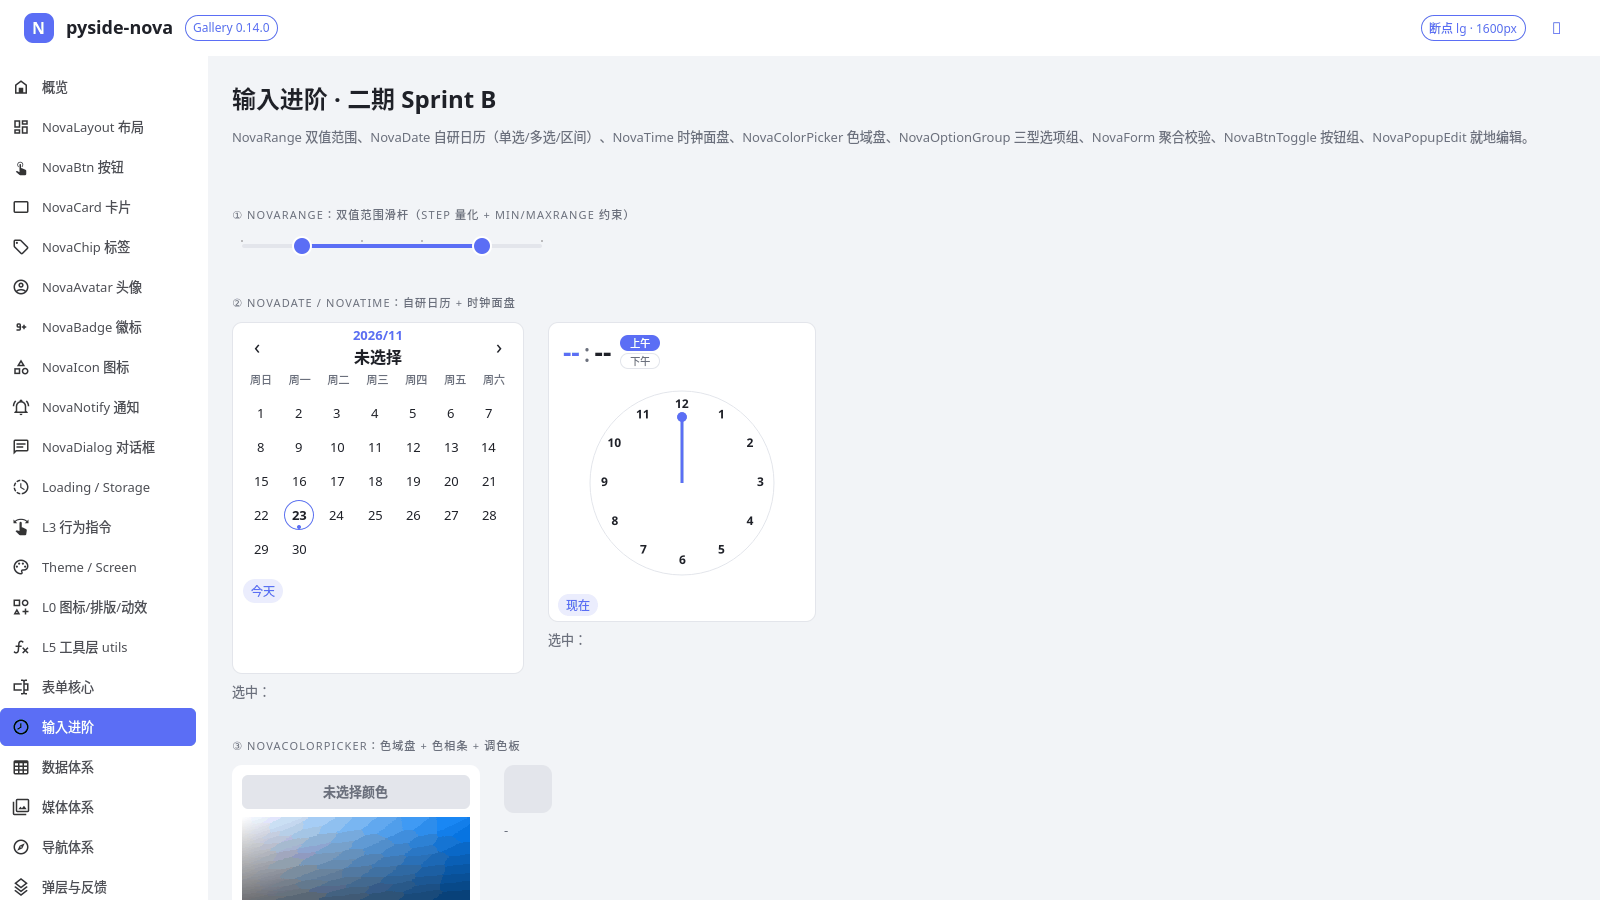 N pyside-nova Gallery 0.14.0 断点 lg · 1600px
概览
NovaLayout 布局
NovaBtn 按钮
NovaCard 卡片
NovaChip 标签
NovaAvatar 头像
9+ NovaBadge 徽标
NovaIcon 图标
NovaNotify 通知
NovaDialog 对话框
Loading / Storage
L3 行为指令
Theme / Screen
L0 图标/排版/动效
L5 工具层 utils
表单核心
输入进阶
数据体系
媒体体系
导航体系
弹层与反馈
输入进阶 · 二期 Sprint B
NovaRange 双值范围、NovaDate 自研日历（单选/多选/区间）、NovaTime 时钟面盘、NovaColorPicker 色域盘、NovaOptionGroup 三型选项组、NovaForm 聚合校验、NovaBtnToggle 按钮组、NovaPopupEdit 就地编辑。
① NOVARANGE：双值范围滑杆（STEP 量化 + MIN/MAXRANGE 约束）
② NOVADATE / NOVATIME：自研日历 + 时钟面盘
‹ 2026/11 ›
未选择
周日 周一 周二 周三 周四 周五 周六
1 2 3 4 5 6 7
8 9 10 11 12 13 14
15 16 17 18 19 20 21
22 23 24 25 26 27 28
29 30
今天
选中：
-- : --
上午
下午
12
11 1
10 2
9 3
8 4
7 5
6
现在
选中：
③ NOVACOLORPICKER：色域盘 + 色相条 + 调色板
未选择颜色
-